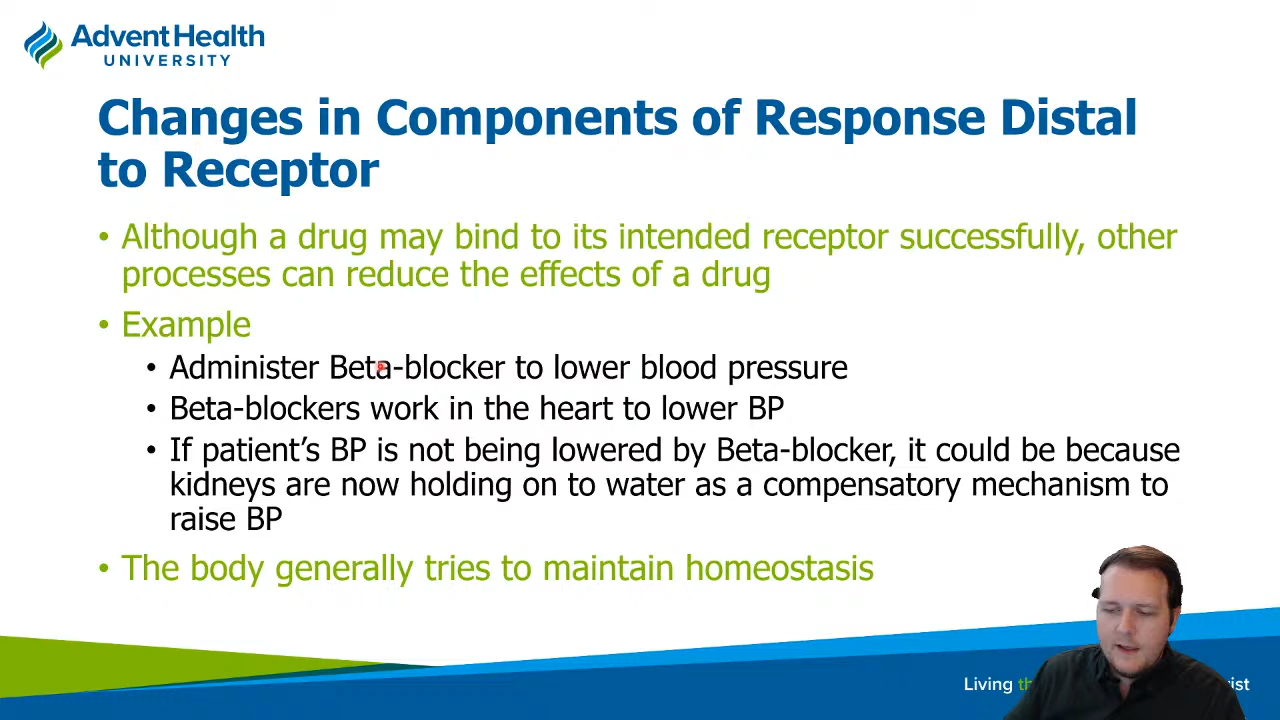 AdventHealth
UNIVERSITY
Changes in Components of Response Distal
to Receptor
• Although a drug may bind to its intended receptor successfully, other
processes can reduce the effects of a drug
• Example
• Administer Beta-blocker to lower blood pressure
• Beta-blockers work in the heart to lower BP
• If patient’s BP is not being lowered by Beta-blocker, it could be because
kidneys are now holding on to water as a compensatory mechanism to
raise BP
• The body generally tries to maintain homeostasis
Living